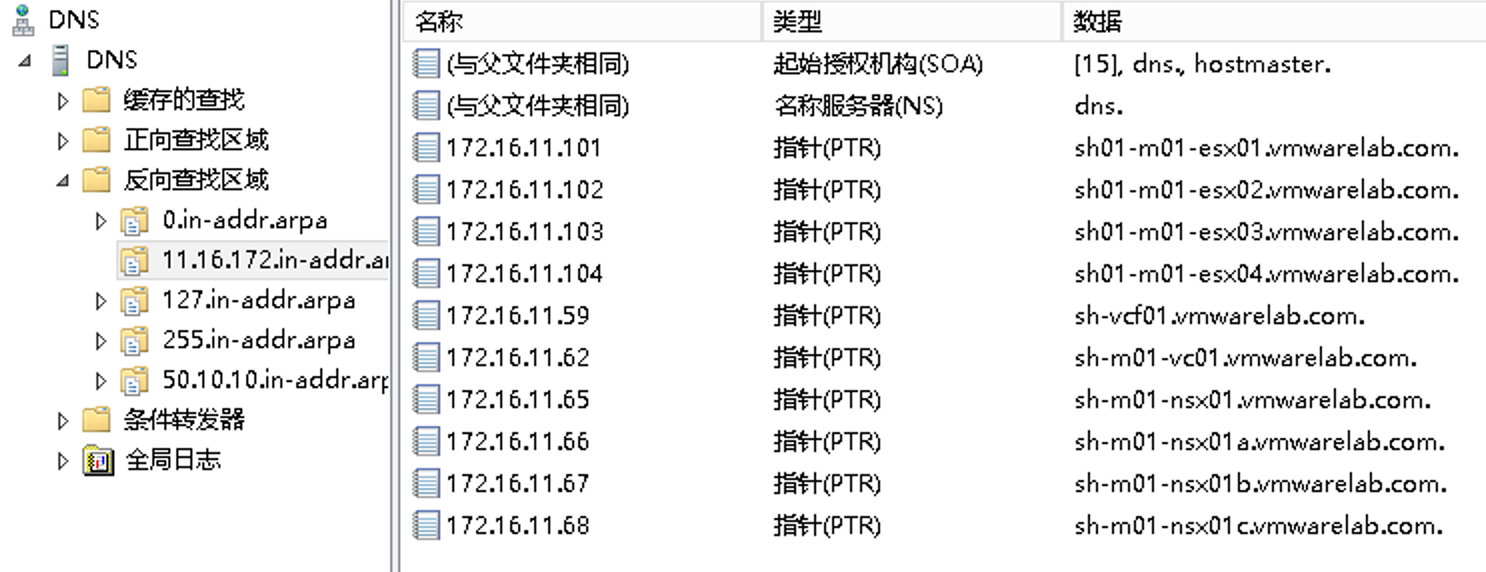 DNS
DNS
缓存的查找
正向查找区域
反向查找区域
0.in-addr.arpa
11.16.172.in-addr.ar
127.in-addr.arpa
255.in-addr.arpa
50.10.10.in-addr.arp
条件转发器
全局日志
名称 类型 数据
(与父文件夹相同) 起始授权机构(SOA) [15], dns., hostmaster.
(与父文件夹相同) 名称服务器(NS) dns.
172.16.11.101 指针(PTR) sh01-m01-esx01.vmwarelab.com.
172.16.11.102 指针(PTR) sh01-m01-esx02.vmwarelab.com.
172.16.11.103 指针(PTR) sh01-m01-esx03.vmwarelab.com.
172.16.11.104 指针(PTR) sh01-m01-esx04.vmwarelab.com.
172.16.11.59 指针(PTR) sh-vcf01.vmwarelab.com.
172.16.11.62 指针(PTR) sh-m01-vc01.vmwarelab.com.
172.16.11.65 指针(PTR) sh-m01-nsx01.vmwarelab.com.
172.16.11.66 指针(PTR) sh-m01-nsx01a.vmwarelab.com.
172.16.11.67 指针(PTR) sh-m01-nsx01b.vmwarelab.com.
172.16.11.68 指针(PTR) sh-m01-nsx01c.vmwarelab.com.